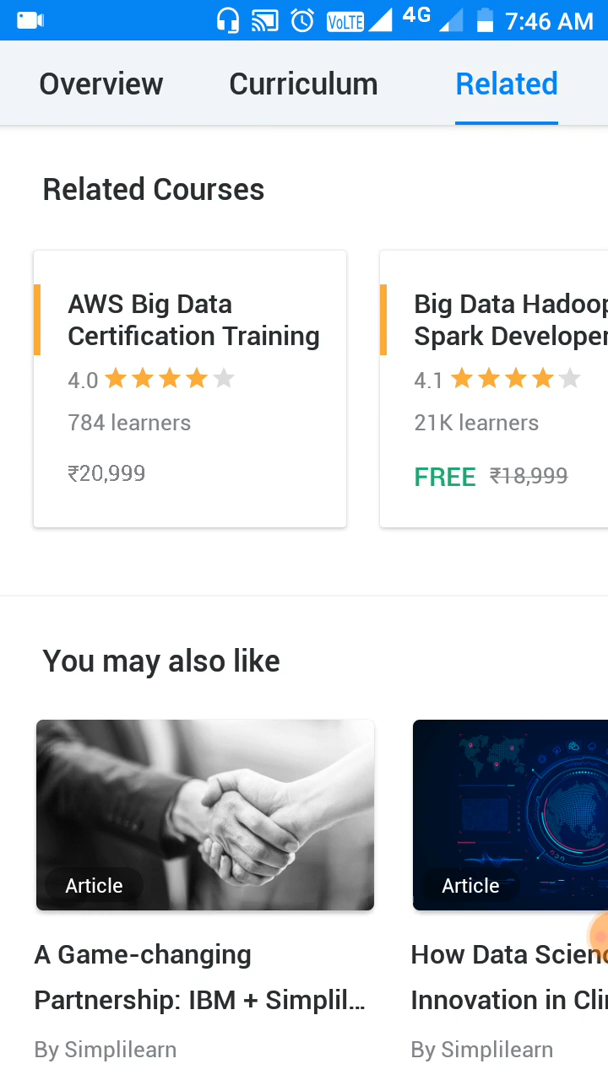 VoLTE 4G 7:46 AM
Overview Curriculum Related
Related Courses
AWS Big Data
Certification Training
4.0
784 learners
₹20,999
Big Data Hadoop
Spark Developer
4.1
21K learners
FREE ₹18,999
You may also like
Article
A Game-changing
Partnership: IBM + Simplil...
By Simplilearn
Article
How Data Scien
Innovation in Cli
By Simplilearn